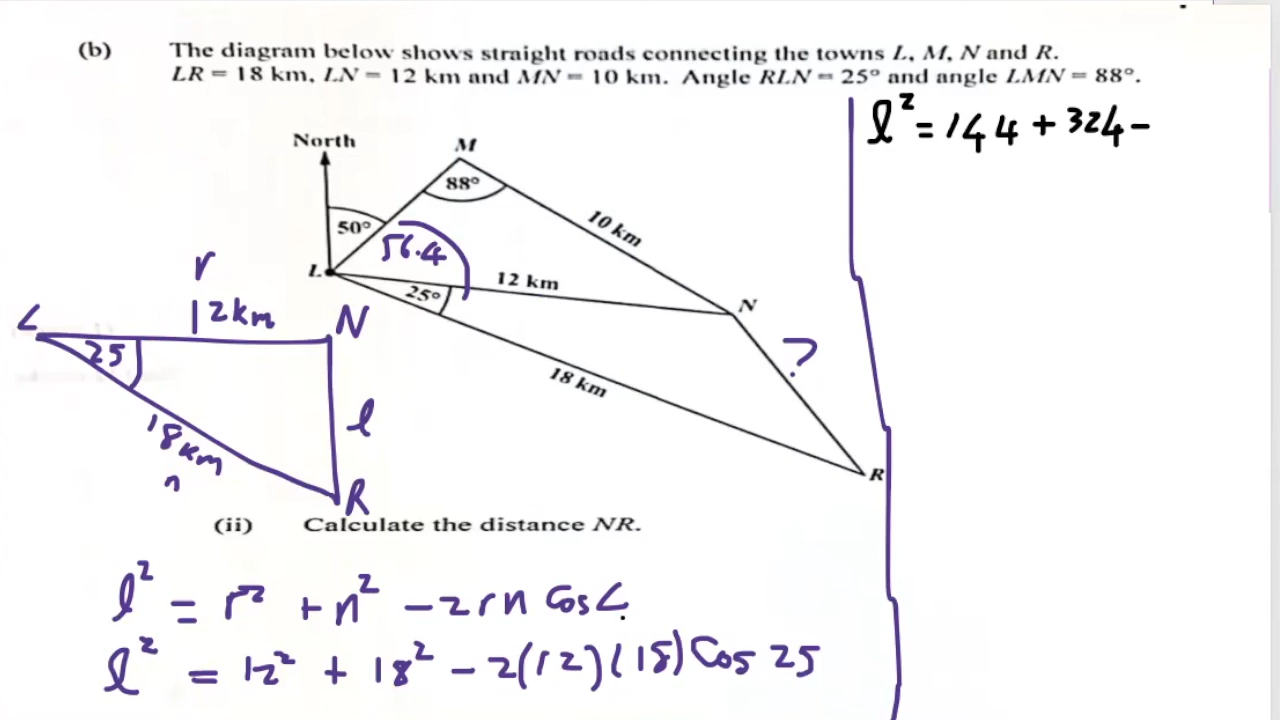 (b) The diagram below shows straight roads connecting the towns L, M, N and R.
LR = 18 km, LN = 12 km and MN = 10 km. Angle RLN = 25° and angle LMN = 88°.
l² = 144 + 324 -
North
M
88°
50°
10 km
56.4
L
12 km
25°
N
?
18 km
R
r
12km
L
N
25
l
18km
n
R
(ii) Calculate the distance NR.
l² = r² + n² - 2rn Cos L
l² = 12² + 18² - 2(12)(18) Cos 25